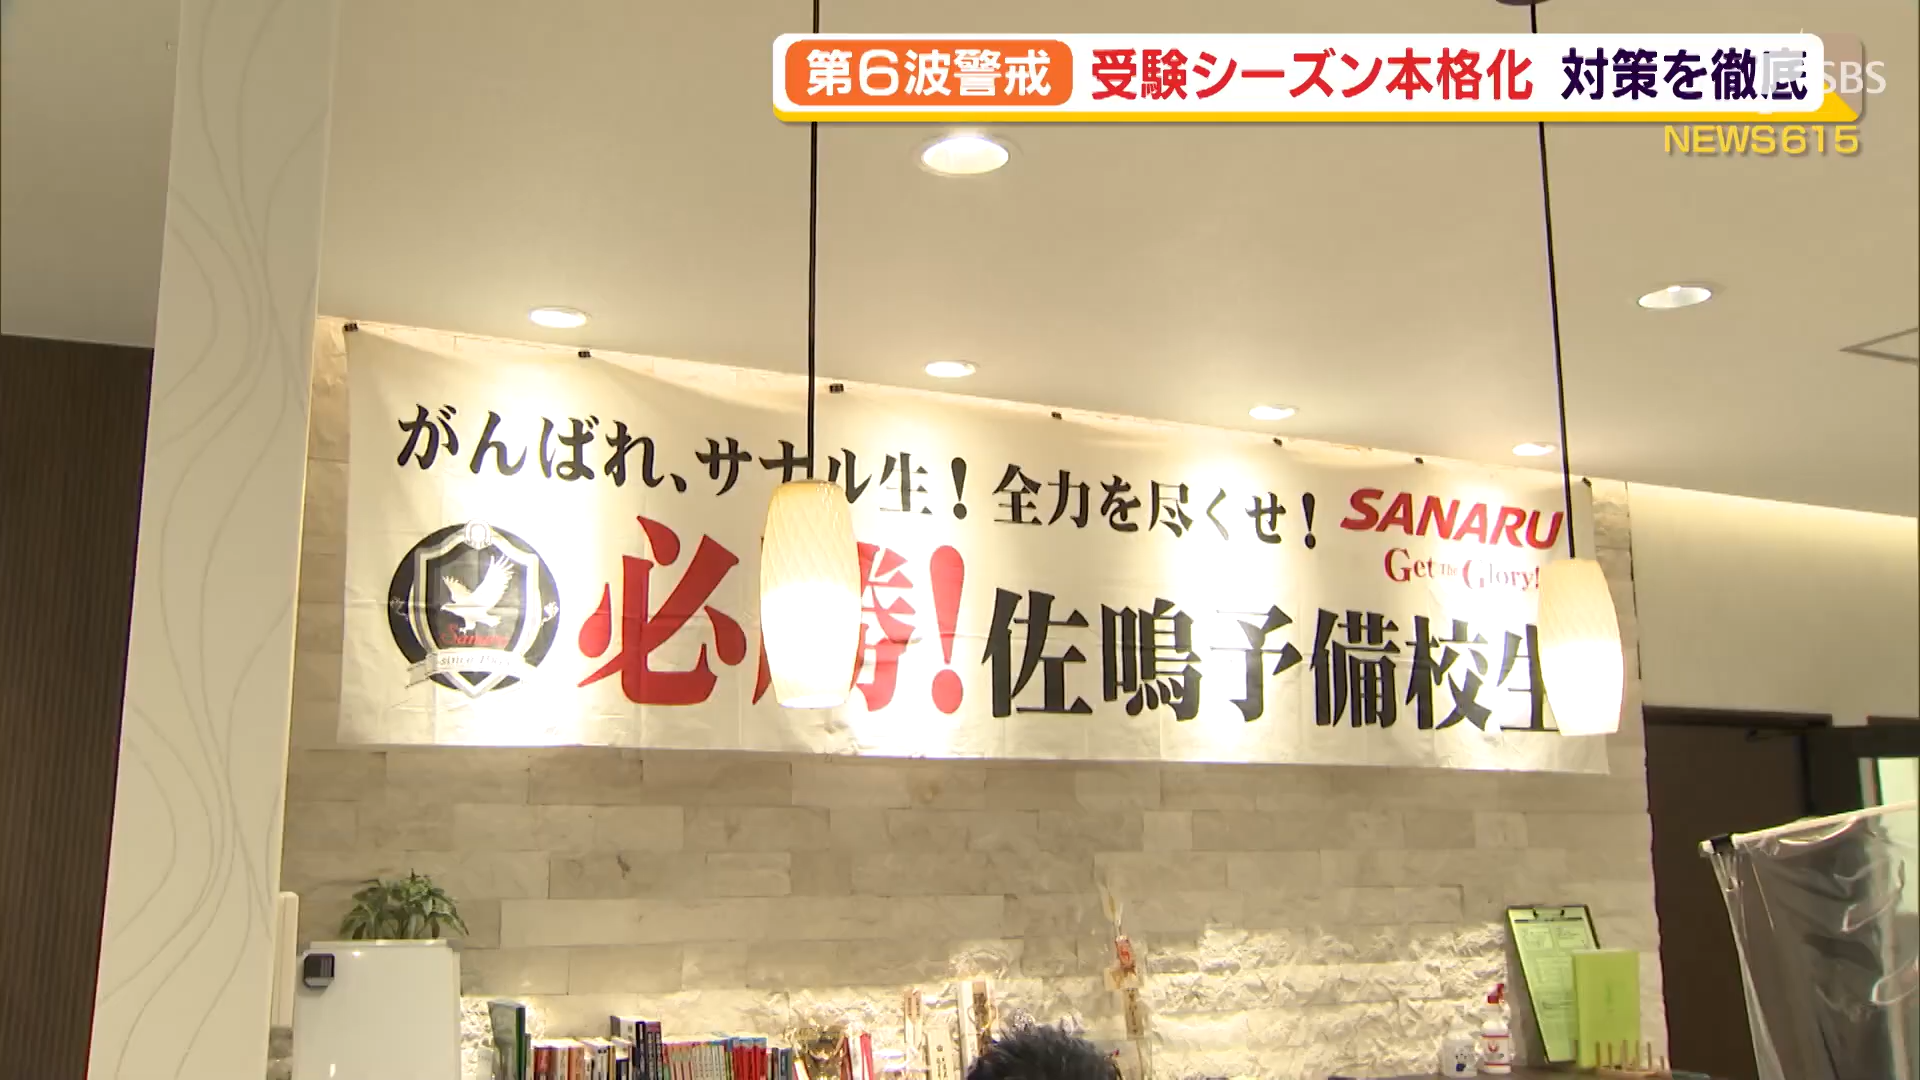 第6波警戒 受験シーズン本格化 対策を徹底
SBS
NEWS615
がんばれ、サナル生！全力を尽くせ！
SANARU
Get The Glory!
必勝！佐鳴予備校生
Sanaru
since